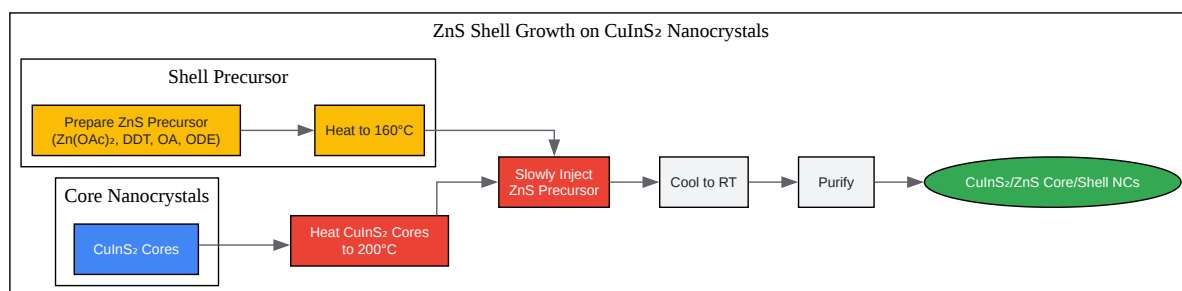 ZnS Shell Growth on CuInS₂ Nanocrystals
Shell Precursor
Prepare ZnS Precursor
(Zn(OAc)₂, DDT, OA, ODE)
Heat to 160°C
Slowly Inject
ZnS Precursor
Cool to RT
Purify
CuInS₂/ZnS Core/Shell NCs
Core Nanocrystals
CuInS₂ Cores
Heat CuInS₂ Cores
to 200°C